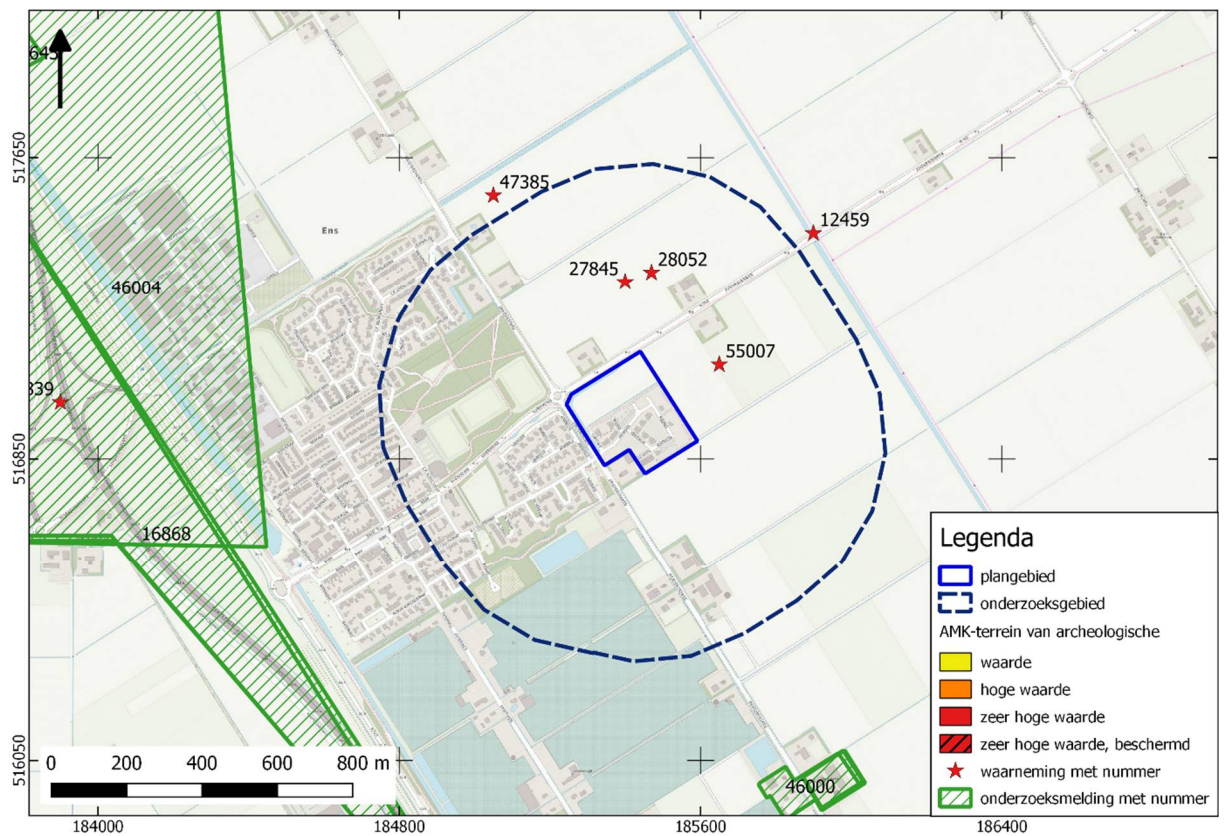 645
517650
47385
12459
Ens
28052
27845
46004
55007
839
516850
16868
Legenda
plangebied
onderzoeksgebied
AMK-terrein van archeologische
waarde
hoge waarde
zeer hoge waarde
zeer hoge waarde, beschermd
waarneming met nummer
onderzoeksmelding met nummer
516050
0 200 400 600 800 m
46000
184000 184800 185600 186400